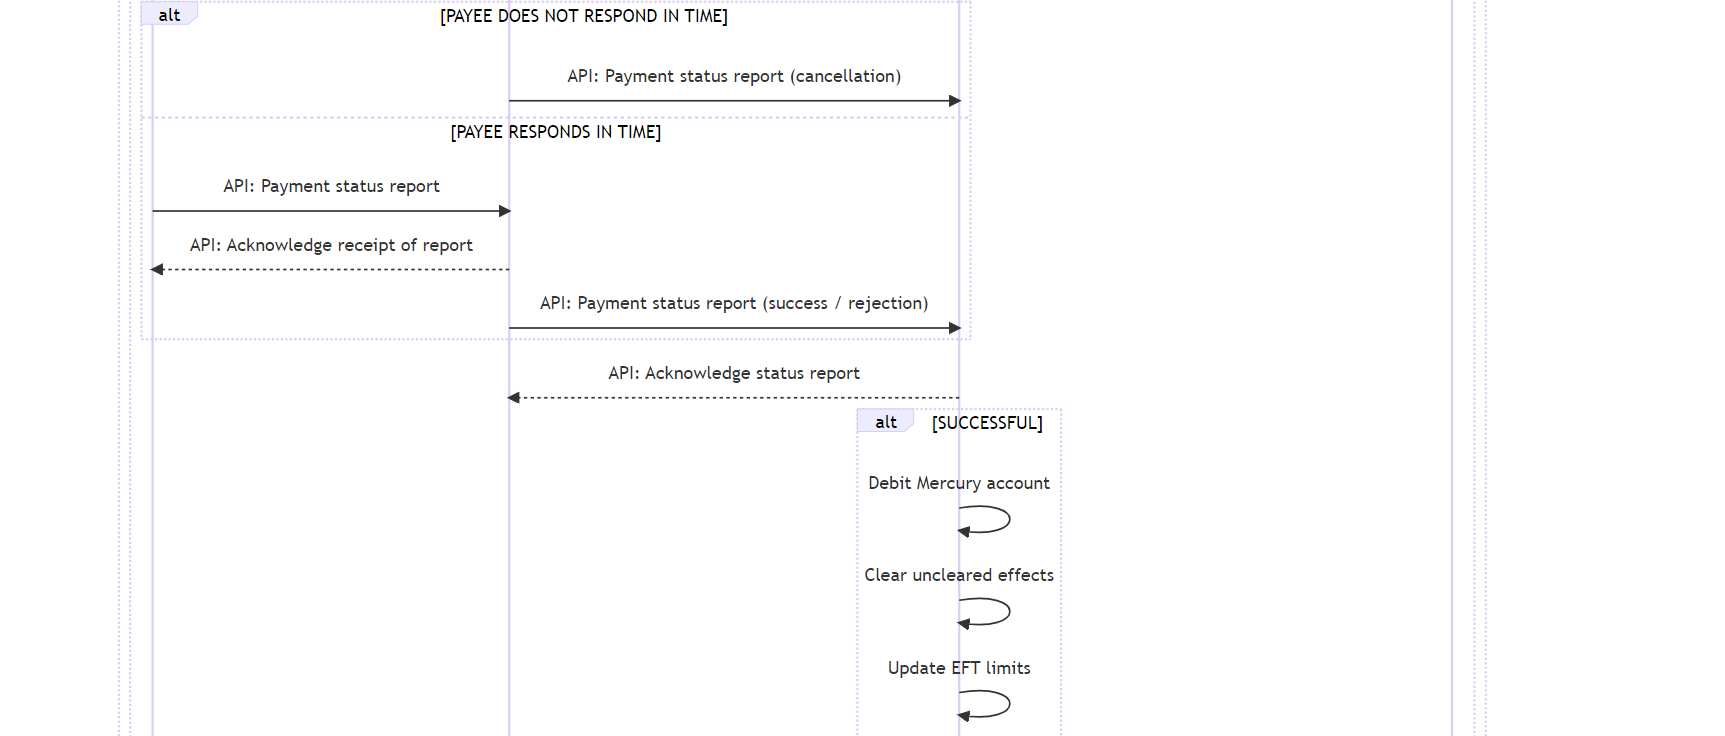 alt [PAYEE DOES NOT RESPOND IN TIME]
API: Payment status report (cancellation)
[PAYEE RESPONDS IN TIME]
API: Payment status report
API: Acknowledge receipt of report
API: Payment status report (success / rejection)
API: Acknowledge status report
alt [SUCCESSFUL]
Debit Mercury account
Clear uncleared effects
Update EFT limits